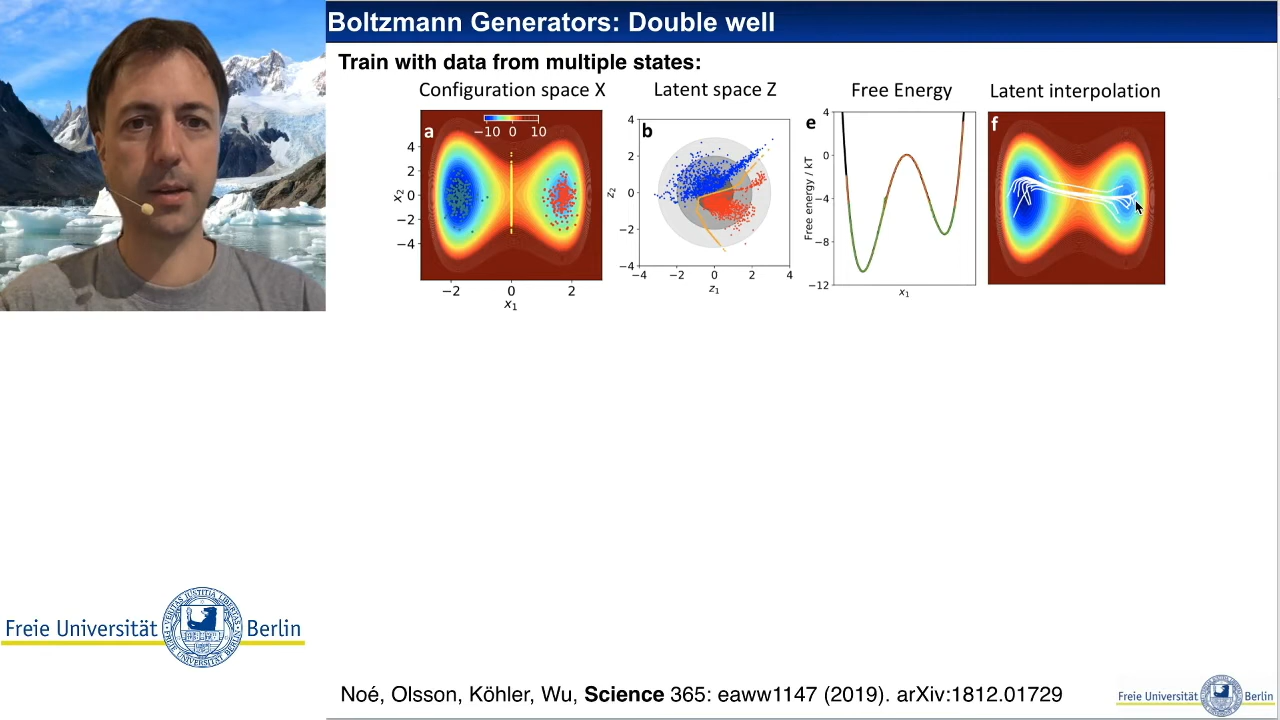 Boltzmann Generators: Double well
Train with data from multiple states:
Configuration space X
Latent space Z
Free Energy
Latent interpolation
a
−10 0 10
4
2
0
−2
−4
x2
−2 0 2
x1
b
4
2
0
−2
−4
z2
−4 −2 0 2 4
z1
e
4
0
−4
−8
−12
Free energy / kT
x1
f
Freie Universität Berlin
Noé, Olsson, Köhler, Wu, Science 365: eaww1147 (2019). arXiv:1812.01729
Freie Universität Berlin